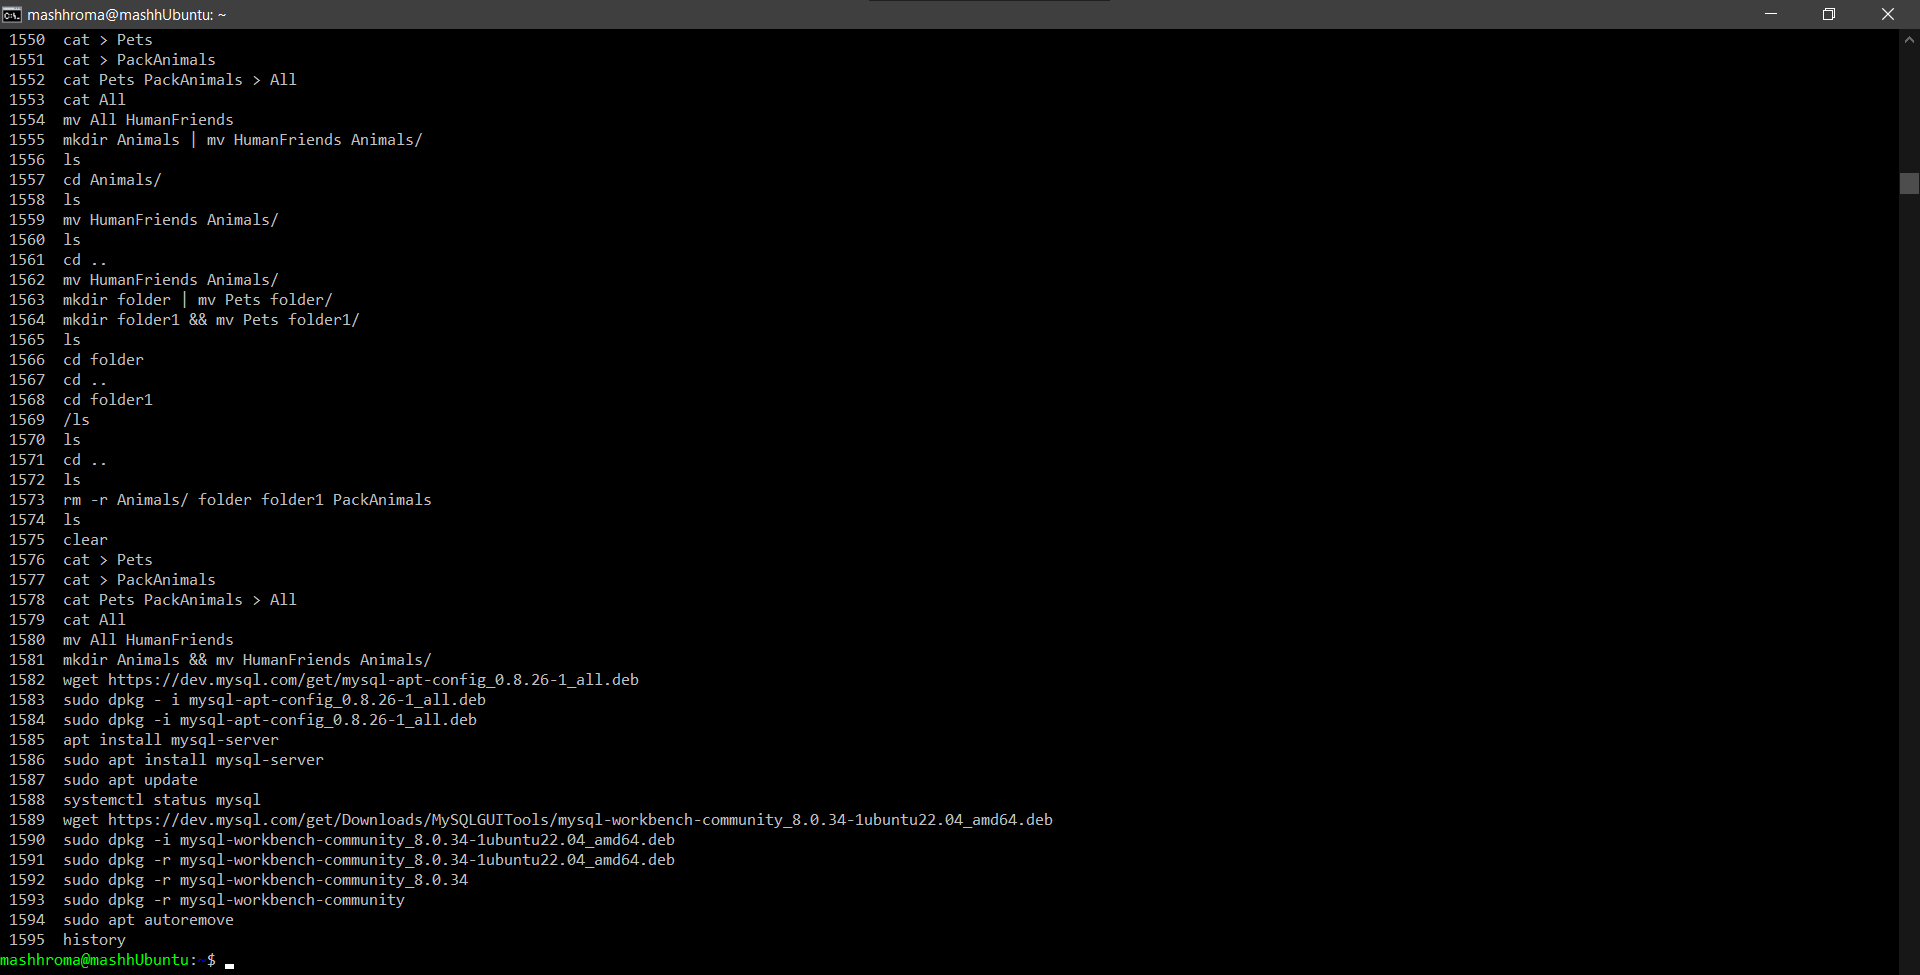 mashhroma@mashhUbuntu: ~
1550 cat > Pets
1551 cat > PackAnimals
1552 cat Pets PackAnimals > All
1553 cat All
1554 mv All HumanFriends
1555 mkdir Animals | mv HumanFriends Animals/
1556 ls
1557 cd Animals/
1558 ls
1559 mv HumanFriends Animals/
1560 ls
1561 cd ..
1562 mv HumanFriends Animals/
1563 mkdir folder | mv Pets folder/
1564 mkdir folder1 && mv Pets folder1/
1565 ls
1566 cd folder
1567 cd ..
1568 cd folder1
1569 /ls
1570 ls
1571 cd ..
1572 ls
1573 rm -r Animals/ folder folder1 PackAnimals
1574 ls
1575 clear
1576 cat > Pets
1577 cat > PackAnimals
1578 cat Pets PackAnimals > All
1579 cat All
1580 mv All HumanFriends
1581 mkdir Animals && mv HumanFriends Animals/
1582 wget https://dev.mysql.com/get/mysql-apt-config_0.8.26-1_all.deb
1583 sudo dpkg - i mysql-apt-config_0.8.26-1_all.deb
1584 sudo dpkg -i mysql-apt-config_0.8.26-1_all.deb
1585 apt install mysql-server
1586 sudo apt install mysql-server
1587 sudo apt update
1588 systemctl status mysql
1589 wget https://dev.mysql.com/get/Downloads/MySQLGUITools/mysql-workbench-community_8.0.34-1ubuntu22.04_amd64.deb
1590 sudo dpkg -i mysql-workbench-community_8.0.34-1ubuntu22.04_amd64.deb
1591 sudo dpkg -r mysql-workbench-community_8.0.34-1ubuntu22.04_amd64.deb
1592 sudo dpkg -r mysql-workbench-community_8.0.34
1593 sudo dpkg -r mysql-workbench-community
1594 sudo apt autoremove
1595 history
mashhroma@mashhUbuntu:~$